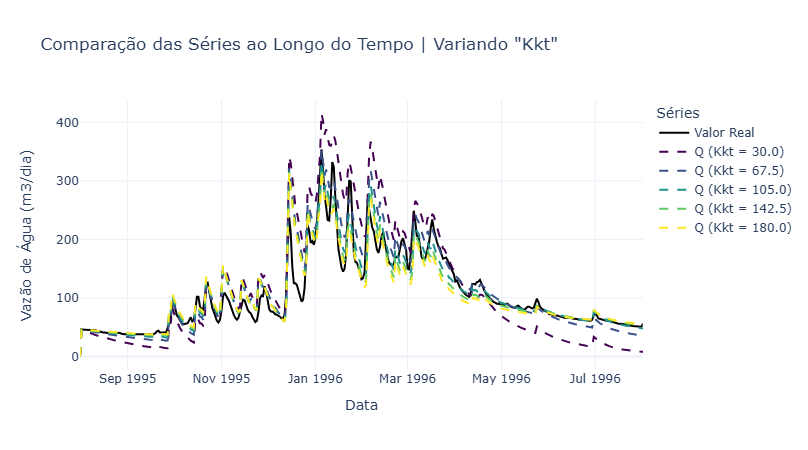 Comparação das Séries ao Longo do Tempo | Variando "Kkt"
Séries
Valor Real
Q (Kkt = 30.0)
Q (Kkt = 67.5)
Q (Kkt = 105.0)
Q (Kkt = 142.5)
Q (Kkt = 180.0)
Vazão de Água (m3/dia)
400
300
200
100
0
Sep 1995 Nov 1995 Jan 1996 Mar 1996 May 1996 Jul 1996
Data